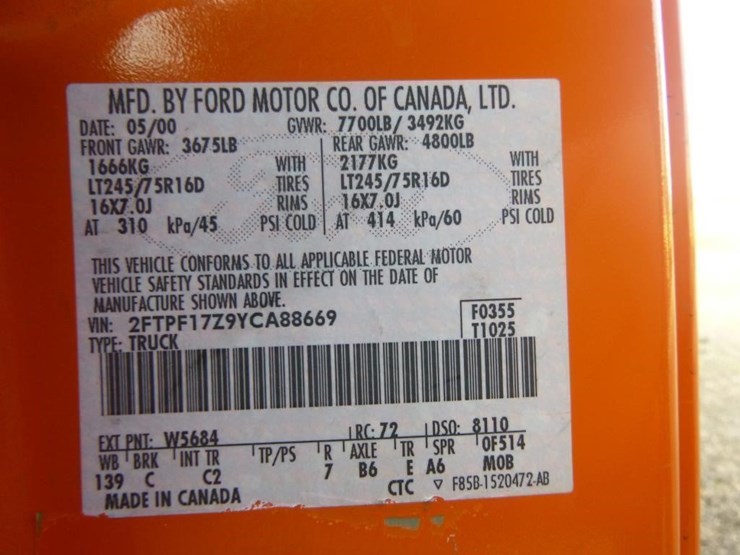 MFD. BY FORD MOTOR CO. OF CANADA, LTD.
DATE: 05/00 GVWR: 7700LB/ 3492KG
FRONT GAWR: 3675LB REAR GAWR: 4800LB
1666KG WITH 2177KG WITH
LT245/75R16D TIRES LT245/75R16D TIRES
16X7.0J RIMS 16X7.0J RIMS
AT 310 kPa/45 PSI COLD AT 414 kPa/60 PSI COLD
THIS VEHICLE CONFORMS TO ALL APPLICABLE FEDERAL MOTOR
VEHICLE SAFETY STANDARDS IN EFFECT ON THE DATE OF
MANUFACTURE SHOWN ABOVE.
VIN: 2FTPF17Z9YCA88669 F0355
TYPE: TRUCK T1025
EXT PNT: W5684 RC: 72 DSO: 8110
WB BRK INT TR TP/PS R AXLE TR SPR OF514
139 C C2 7 B6 E A6 MOB
MADE IN CANADA CTC ▽ F85B-1520472-AB